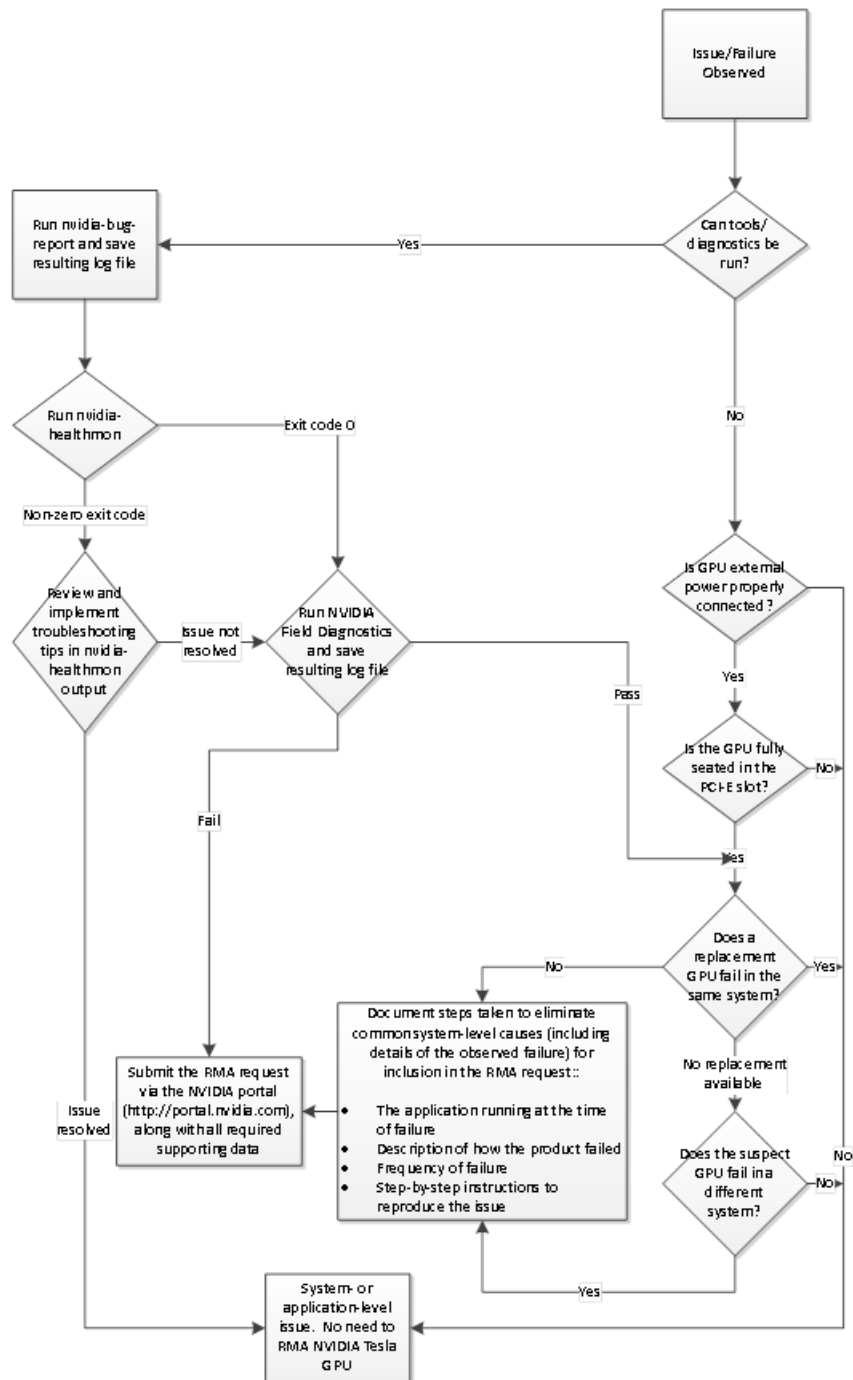 Issue/Failure
Observed
Can tools/
diagnostics be
run?
Yes
Run nvidia-bug-
report and save
resulting log file
No
Run nvidia-
healthmon
Exit code 0
Non-zero exit code
Review and
implement
troubleshooting
tips in nvidia-
healthmon
output
Issue not
resolved
Run NVIDIA
Field Diagnostics
and save
resulting log file
Is GPU external
power properly
connected ?
Yes
Pass
Is the GPU fully
seated in the
PCI-E slot?
No
Fail
Yes
Does a
replacement
GPU fail in the
same system?
Yes
No
Document steps taken to eliminate
common system-level causes (including
details of the observed failure) for
inclusion in the RMA request::
• The application running at the time
of failure
• Description of how the product failed
• Frequency of failure
• Step-by-step instructions to
reproduce the issue
Submit the RMA request
via the NVIDIA portal
(http://portal.nvidia.com),
along with all required
supporting data
No replacement
available
Issue
resolved
Does the suspect
GPU fail in a
different
system?
No
No
Yes
System- or
application-level
issue. No need to
RMA NVIDIA Tesla
GPU